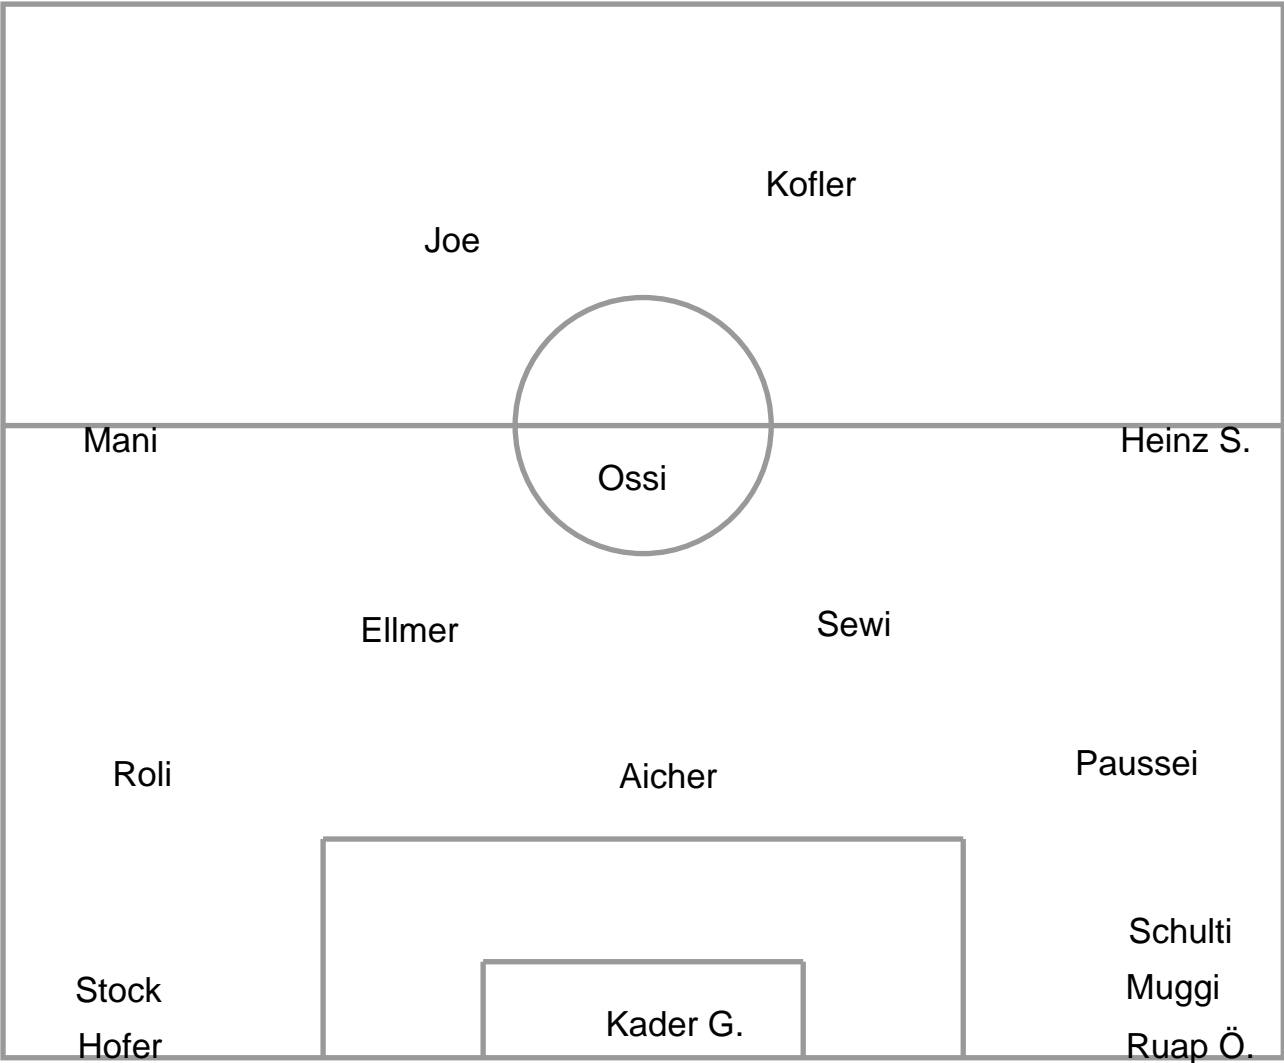 Kofler
Joe
Mani
Heinz S.
Ossi
Ellmer
Sewi
Roli
Aicher
Paussei
Schulti
Stock
Muggi
Kader G.
Hofer
Ruap Ö.